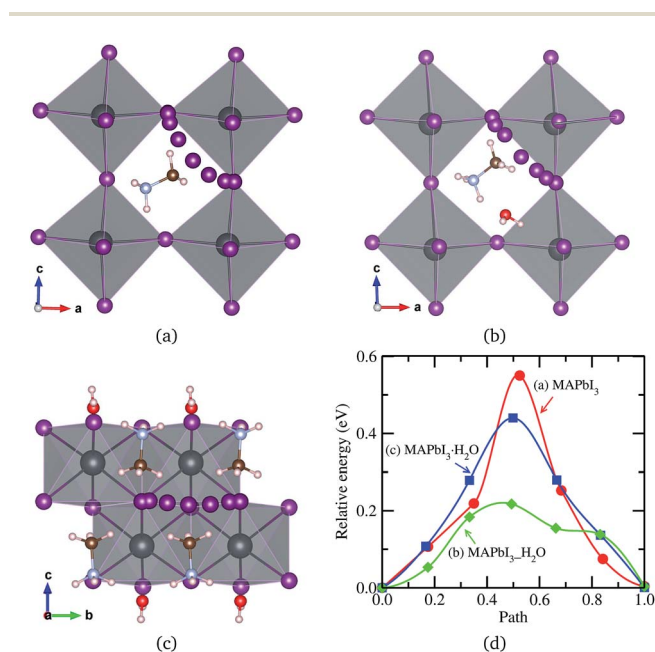 c
a
(a)
c
a
(b)
c
a
b
(c)
0.6
0.4
0.2
0.0
Relative energy (eV)
(a) MAPbI₃
(c) MAPbI₃·H₂O
(b) MAPbI₃_H₂O
0.0 0.2 0.4 0.6 0.8 1.0
Path
(d)